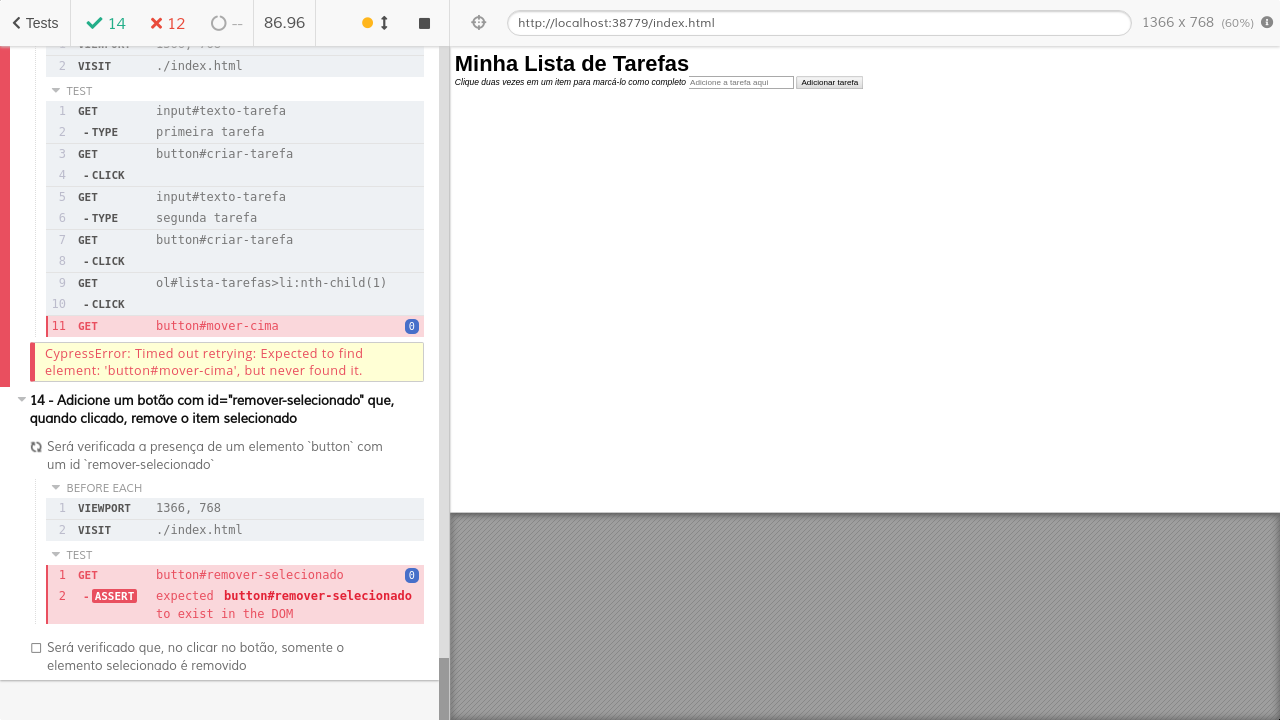 Tests
14
12
--
86.96
http://localhost:38779/index.html
1366 x 768 (60%)
2 VISIT ./index.html
TEST
1 GET input#texto-tarefa
2 - TYPE primeira tarefa
3 GET button#criar-tarefa
4 - CLICK
5 GET input#texto-tarefa
6 - TYPE segunda tarefa
7 GET button#criar-tarefa
8 - CLICK
9 GET ol#lista-tarefas>li:nth-child(1)
10 - CLICK
11 GET button#mover-cima 0
CypressError: Timed out retrying: Expected to find
element: 'button#mover-cima', but never found it.
14 - Adicione um botão com id="remover-selecionado" que,
quando clicado, remove o item selecionado
Será verificada a presença de um elemento `button` com
um id `remover-selecionado`
BEFORE EACH
1 VIEWPORT 1366, 768
2 VISIT ./index.html
TEST
1 GET button#remover-selecionado 0
2 - ASSERT expected button#remover-selecionado
to exist in the DOM
Será verificado que, no clicar no botão, somente o
elemento selecionado é removido
Minha Lista de Tarefas
Clique duas vezes em um item para marcá-lo como completo Adicione a tarefa aqui Adicionar tarefa